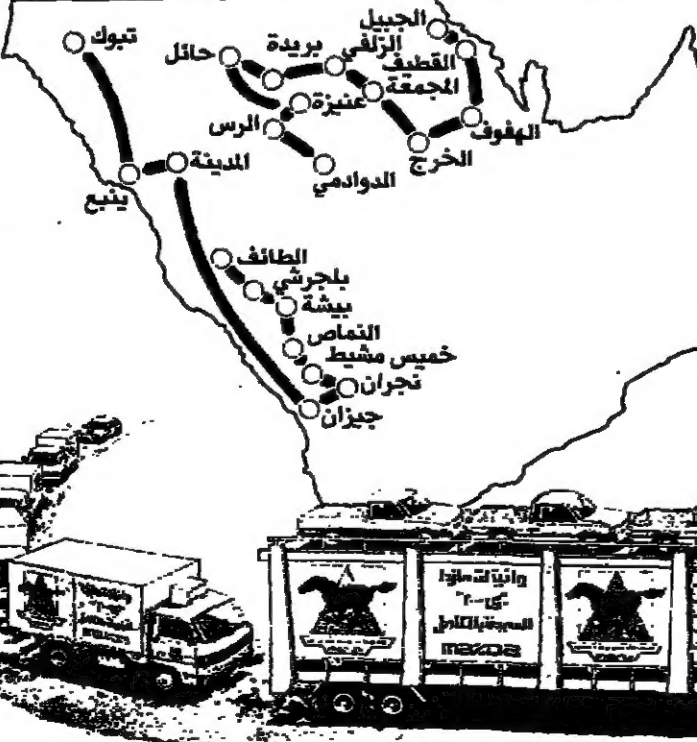 الجبيل
تبوك
بريدة
الزلفي
حائل
القطيف
المجمعة
عنيزة
الهفوف
الرس
الخرج
المدينة
الدوادمي
ينبع
الطائف
بلجرشي
بيشة
النماص
خميس مشيط
نجران
جيزان
mazda